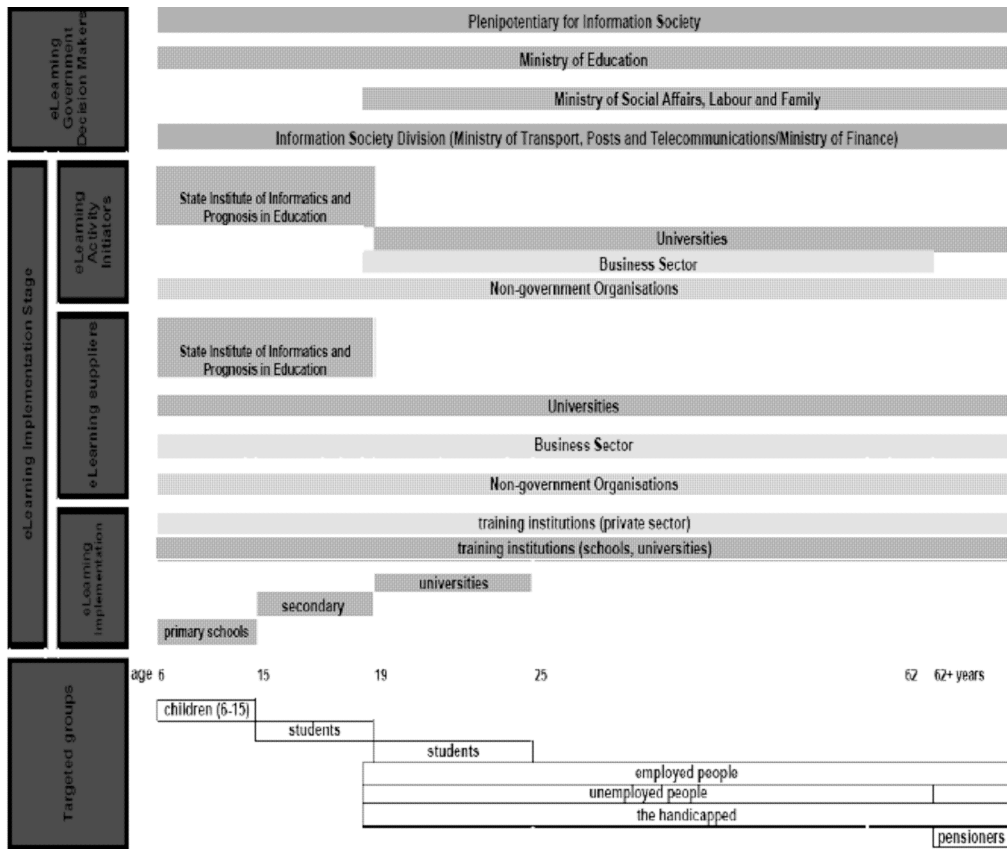 eLearning
Government
Decision Makers
Plenipotentiary for Information Society
Ministry of Education
Ministry of Social Affairs, Labour and Family
Information Society Division (Ministry of Transport, Posts and Telecommunications/Ministry of Finance)
eLearning Implementation Stage
eLearning
Activity
Initiators
State Institute of Informatics and
Prognosis in Education
Universities
Business Sector
Non-government Organisations
eLearning suppliers
State Institute of Informatics and
Prognosis in Education
Universities
Business Sector
Non-government Organisations
eLearning
Implementation
training institutions (private sector)
training institutions (schools, universities)
universities
secondary
primary schools
Targeted groups
age 6 15 19 25 62 62+ years
children (6-15)
students
students
employed people
unemployed people
the handicapped
pensioners